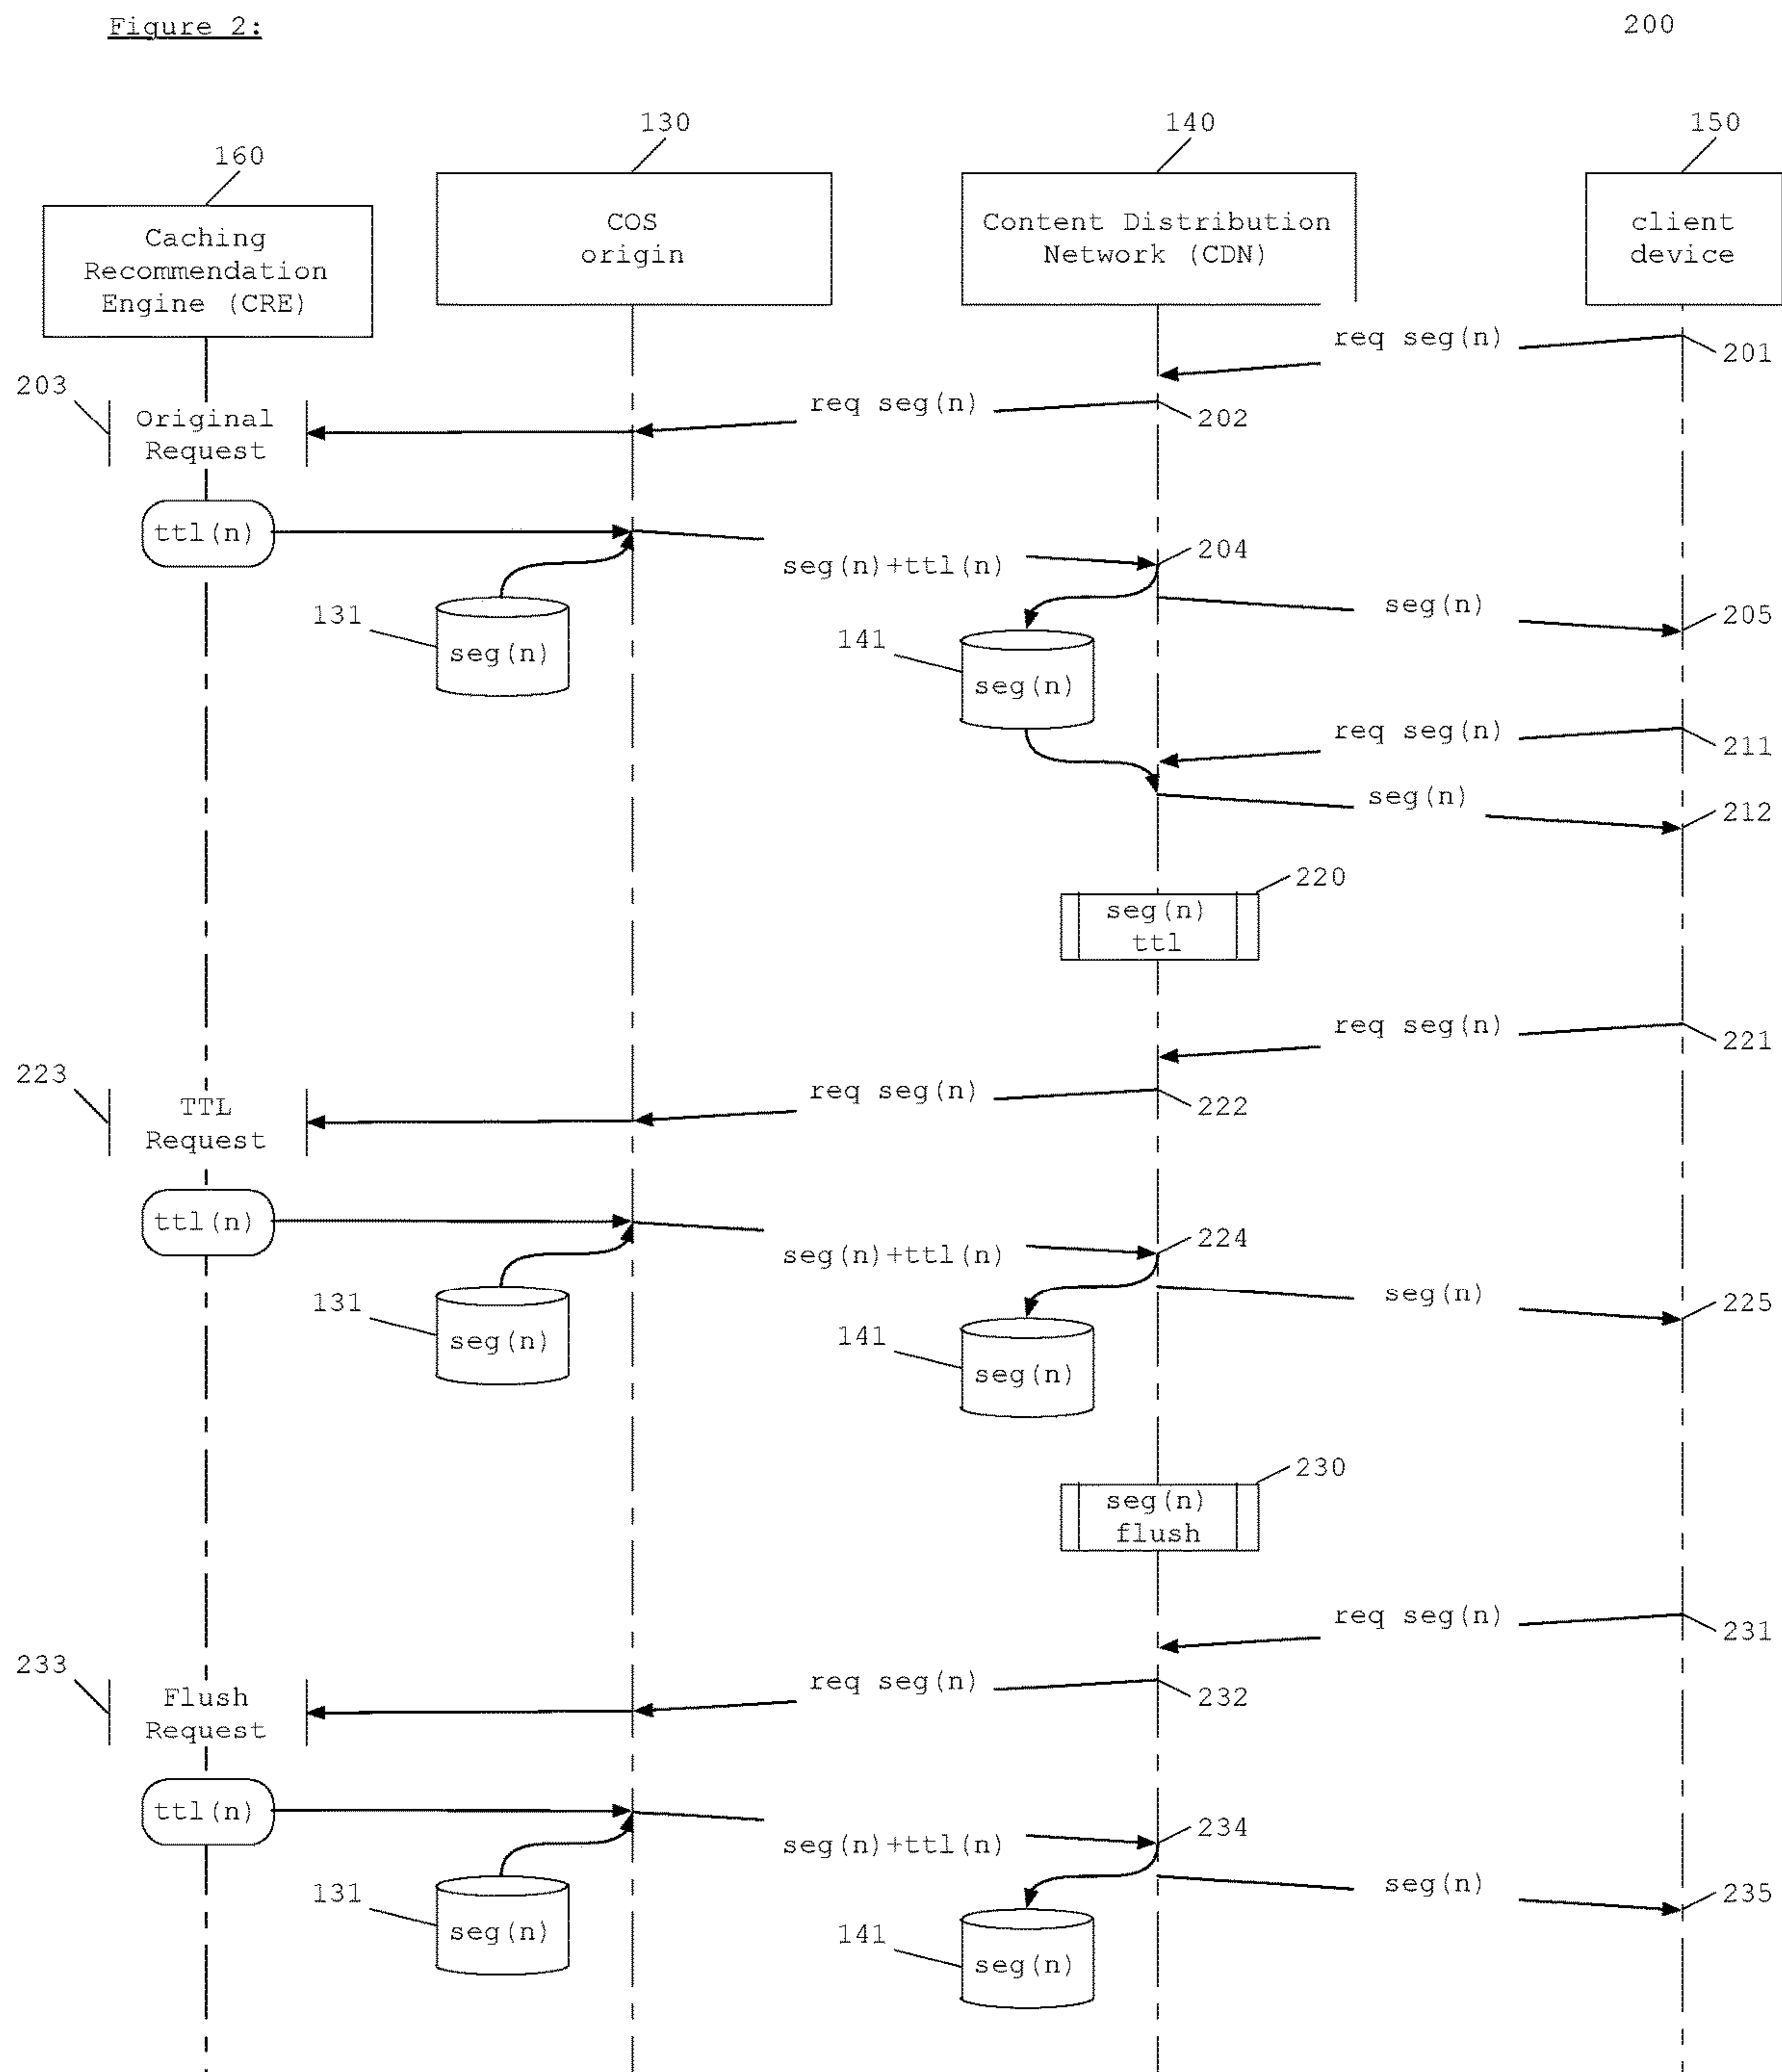 Figure 2:
200
130
140
150
160
Caching
Recommendation
Engine (CRE)
COS
origin
Content Distribution
Network (CDN)
client
device
req seg(n)
201
203
Original
Request
req seg(n)
202
ttl(n)
seg(n)+ttl(n)
204
131
seg(n)
141
seg(n)
seg(n)
205
req seg(n)
211
seg(n)
212
220
seg(n)
ttl
req seg(n)
221
223
TTL
Request
req seg(n)
222
ttl(n)
seg(n)+ttl(n)
224
131
seg(n)
141
seg(n)
seg(n)
225
230
seg(n)
flush
req seg(n)
231
233
Flush
Request
req seg(n)
232
ttl(n)
seg(n)+ttl(n)
234
131
seg(n)
141
seg(n)
seg(n)
235